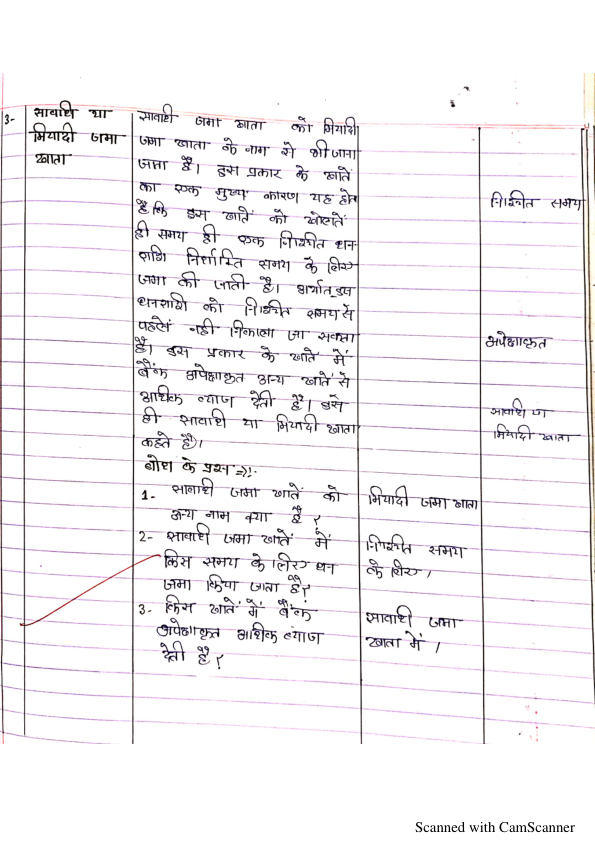 3- सावधि या
मियादी जमा
खाता
सावधि जमा खाता को मियादी
जमा खाता के नाम से भी जाना
जाता है। इस प्रकार के खाते
का एक मुख्य कारण यह होत
है कि इस खातें को खोलतें
ही समय ही एक निश्चित धन
राशि निर्धारित समय के लिए
जमा की जाती है। अर्थात् इस
धनराशी को निश्चित समय से
पहलें नही निकाला जा सकता
है। इस प्रकार के खातें में
बैंक अपेक्षाकृत अन्य खातें से
अधिक ब्याज देती है। इसे
ही सावधि या मियादी खाता
कहते है।
निश्चित समय
अपेक्षाकृत
सावधि या
मियादी खाता
बोध के प्रश्न =>:-
1- सावधि जमा खातें को
अन्य नाम क्या है ?
मियादी जमा खाता
2- सावधि जमा खातें में
किस समय के लिए धन
जमा किया जाता है?
निश्चित समय
के लिए ।
3- किस खातें में बैंक
अपेक्षाकृत अधिक ब्याज
देती है ?
सावधि जमा
खाता में ।
Scanned with CamScanner